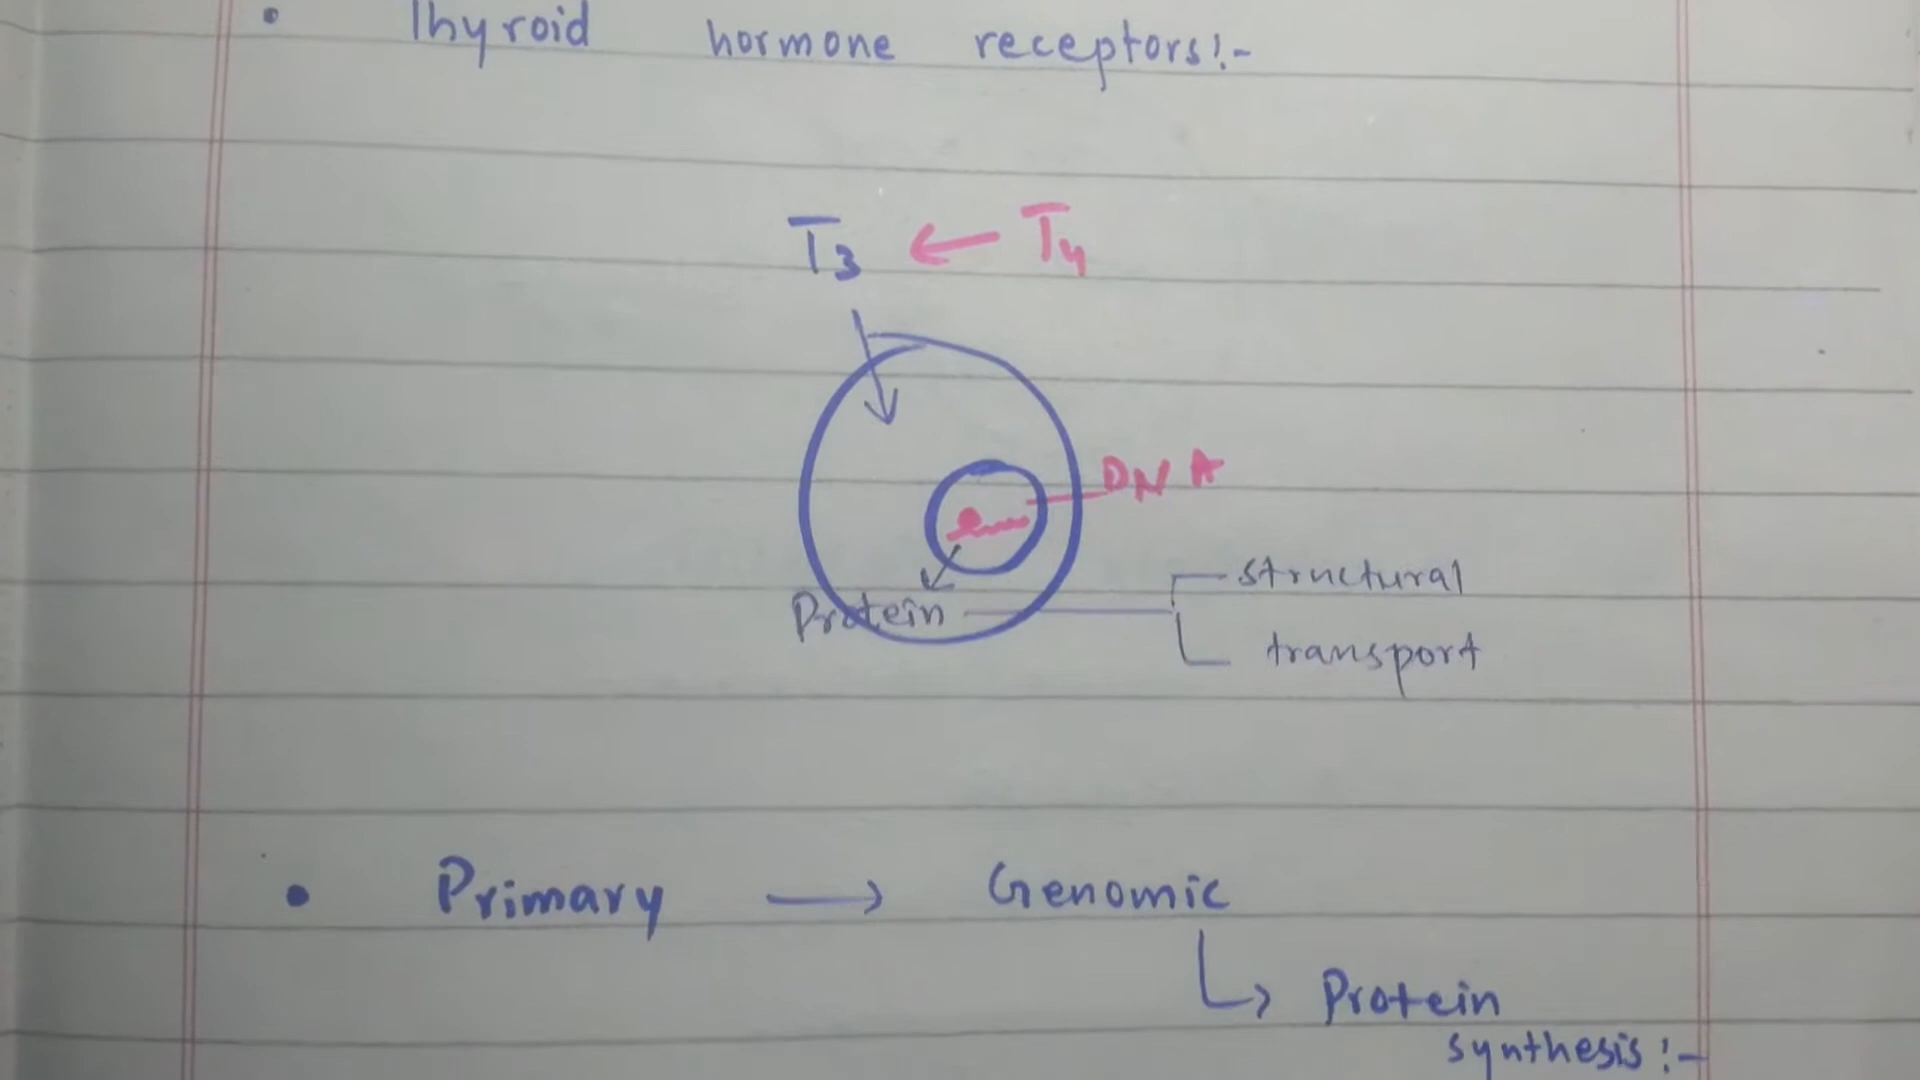 • Thyroid hormone receptors:-
T3 ← T4
DNA
structural
Protein
transport
• Primary → Genomic
↳ Protein
synthesis:-